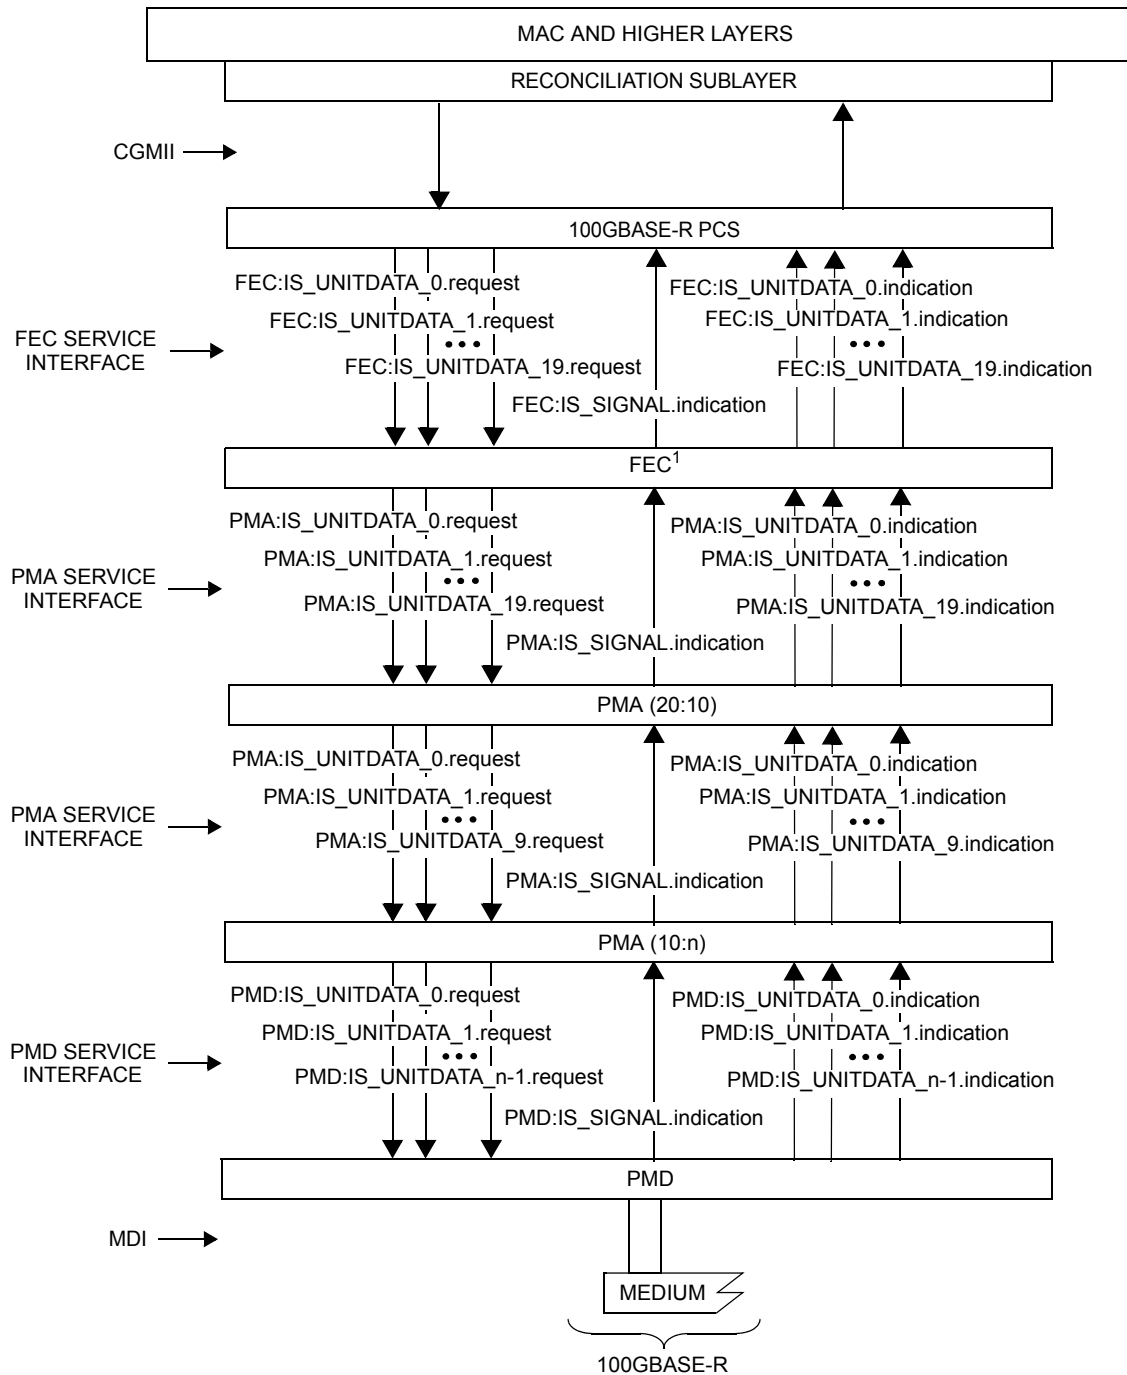 MAC AND HIGHER LAYERS
RECONCILIATION SUBLAYER
CGMII
100GBASE-R PCS
FEC:IS_UNITDATA_0.request
FEC:IS_UNITDATA_0.indication
FEC:IS_UNITDATA_1.request
FEC:IS_UNITDATA_1.indication
FEC SERVICE
INTERFACE
•••
•••
FEC:IS_UNITDATA_19.request
FEC:IS_UNITDATA_19.indication
FEC:IS_SIGNAL.indication
FEC1
PMA:IS_UNITDATA_0.request
PMA:IS_UNITDATA_0.indication
PMA:IS_UNITDATA_1.request
PMA:IS_UNITDATA_1.indication
PMA SERVICE
INTERFACE
•••
•••
PMA:IS_UNITDATA_19.request
PMA:IS_UNITDATA_19.indication
PMA:IS_SIGNAL.indication
PMA (20:10)
PMA:IS_UNITDATA_0.request
PMA:IS_UNITDATA_0.indication
PMA:IS_UNITDATA_1.request
PMA:IS_UNITDATA_1.indication
PMA SERVICE
INTERFACE
•••
•••
PMA:IS_UNITDATA_9.request
PMA:IS_UNITDATA_9.indication
PMA:IS_SIGNAL.indication
PMA (10:n)
PMD:IS_UNITDATA_0.request
PMD:IS_UNITDATA_0.indication
PMD:IS_UNITDATA_1.request
PMD:IS_UNITDATA_1.indication
PMD SERVICE
INTERFACE
•••
•••
PMD:IS_UNITDATA_n-1.request
PMD:IS_UNITDATA_n-1.indication
PMD:IS_SIGNAL.indication
PMD
MDI
MEDIUM
100GBASE-R